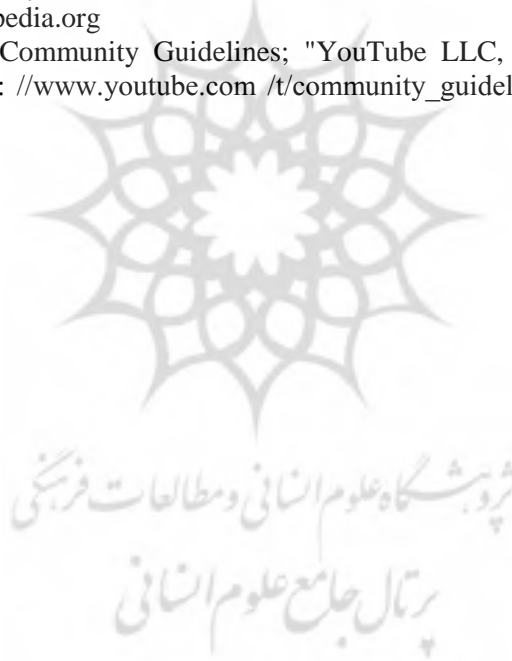 pedia.org
Community Guidelines; "YouTube LLC,
: //www.youtube.com /t/community_guidel
پژوهشگاه علوم انسانی و مطالعات فرهنگی
پرتال جامع علوم انسانی